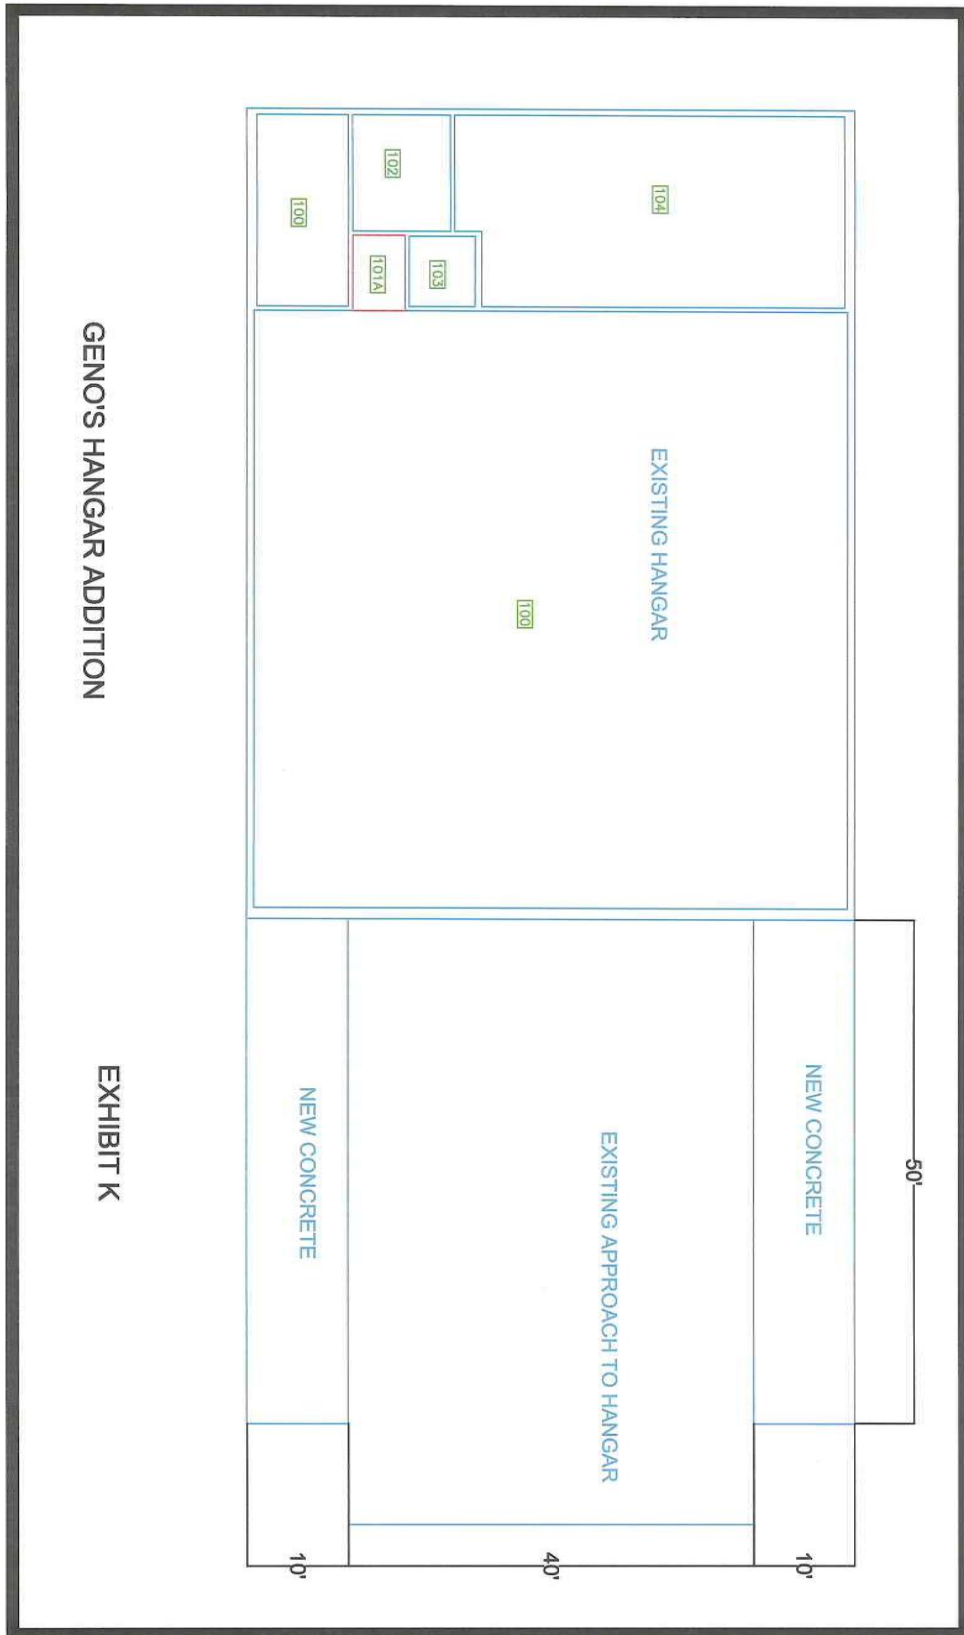 50'
NEW CONCRETE
10'
104
EXISTING HANGAR
EXISTING APPROACH TO HANGAR
40'
100
103
102
101A
100
NEW CONCRETE
10'
GENO'S HANGAR ADDITION
EXHIBIT K